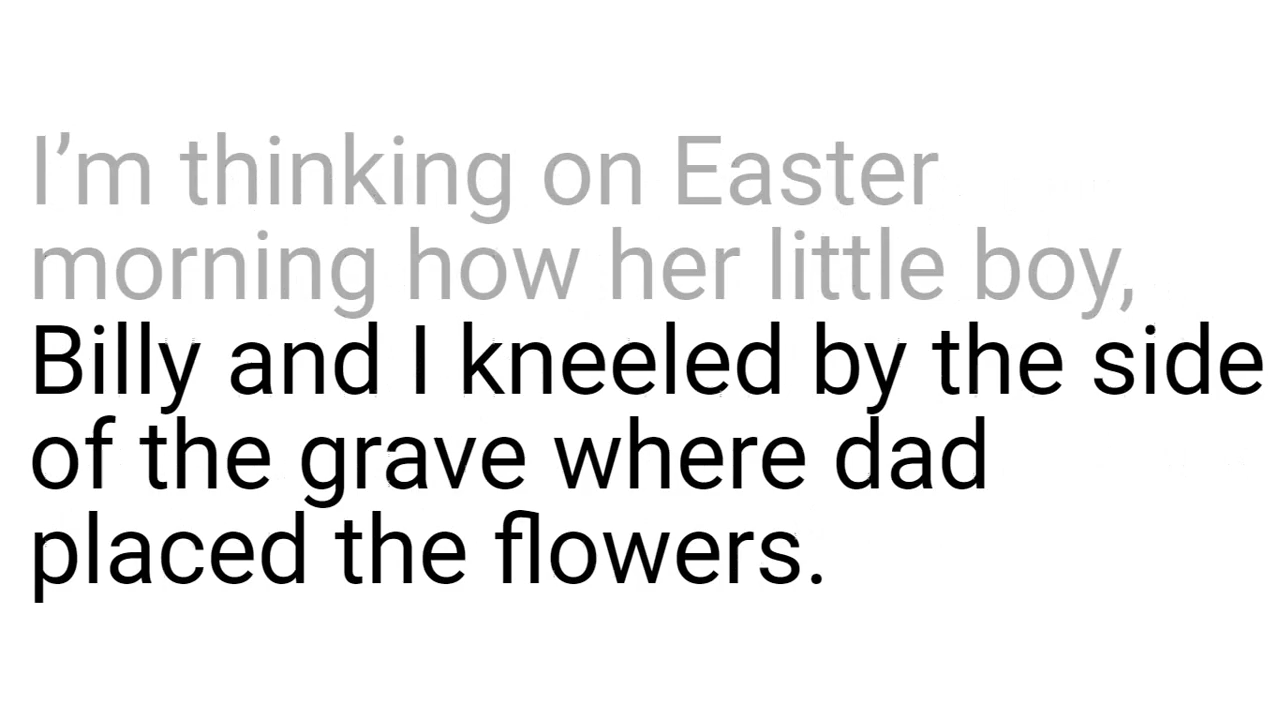 I’m thinking on Easter
morning how her little boy,
Billy and I kneeled by the side
of the grave where dad
placed the flowers.